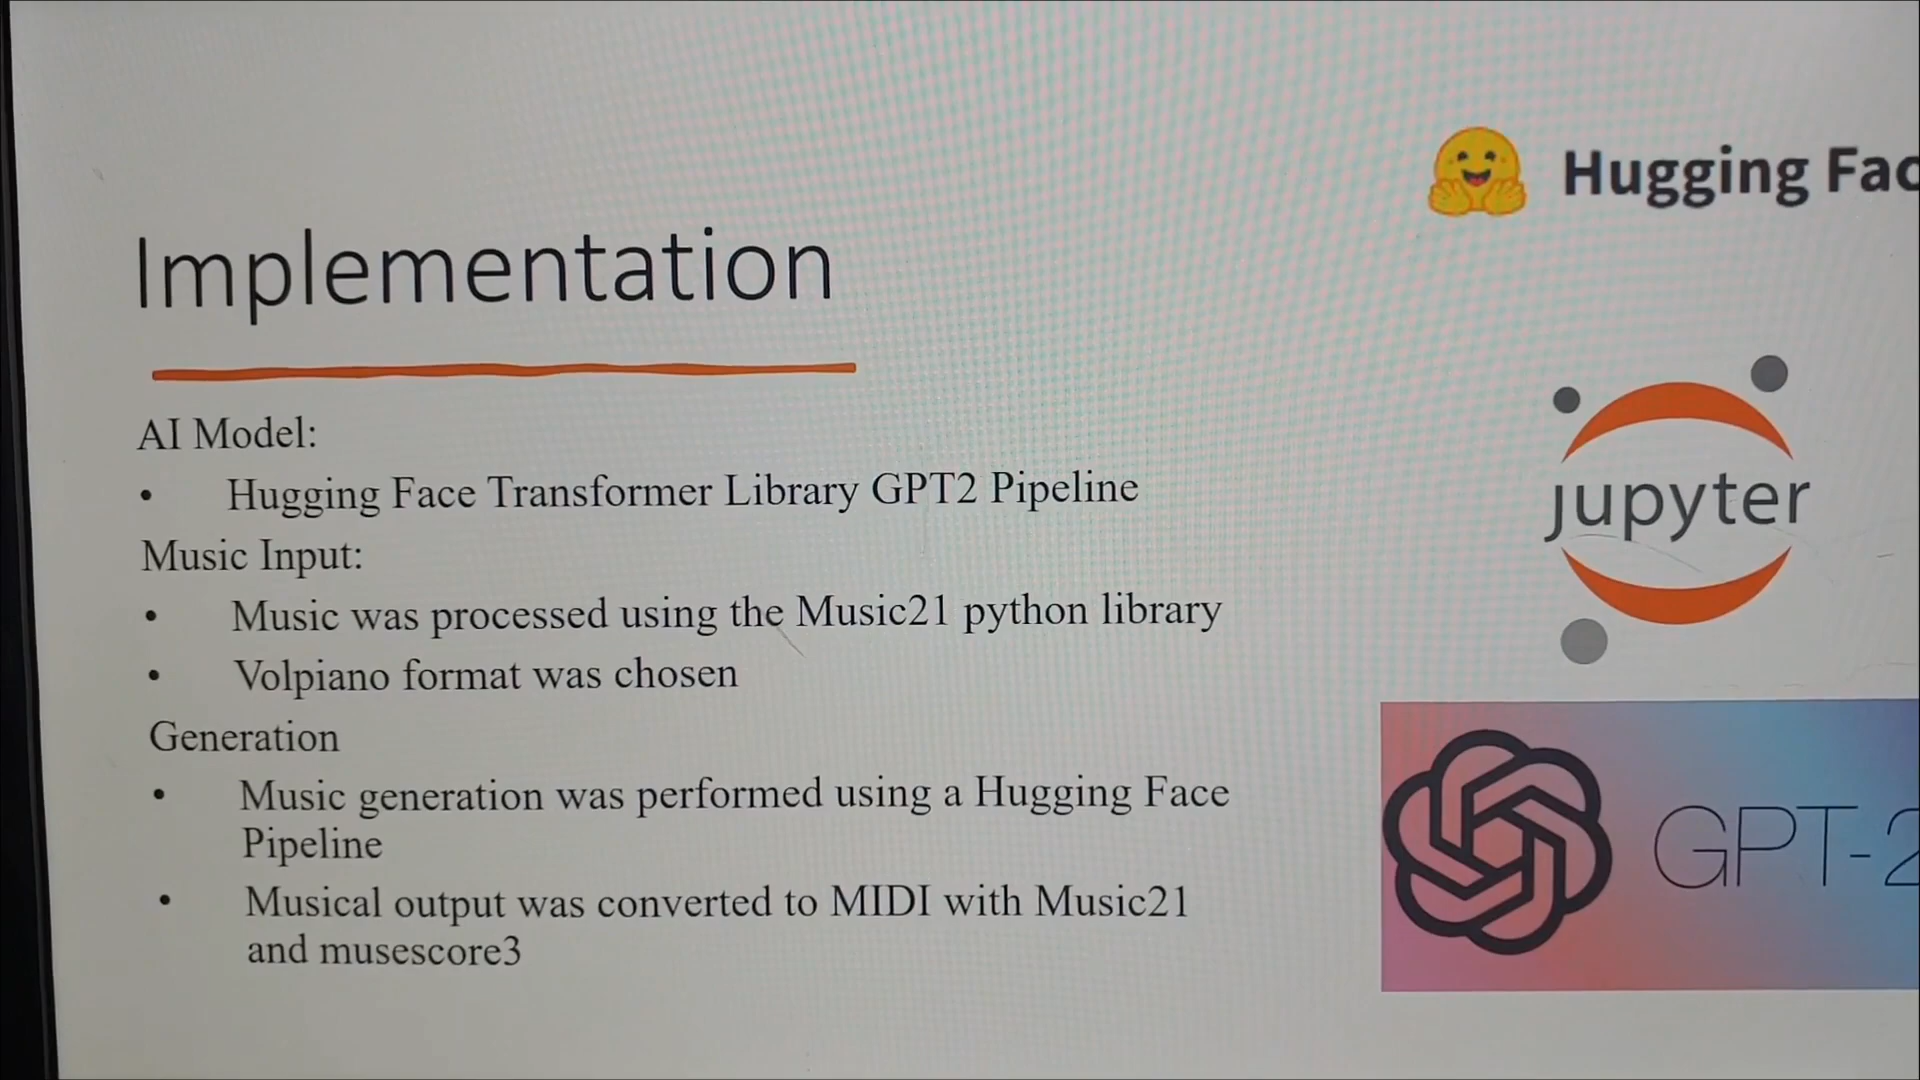 Hugging Fac
Implementation
AI Model:
• Hugging Face Transformer Library GPT2 Pipeline
Music Input:
• Music was processed using the Music21 python library
• Volpiano format was chosen
Generation
• Music generation was performed using a Hugging Face
Pipeline
• Musical output was converted to MIDI with Music21
and musescore3
jupyter
GPT-2